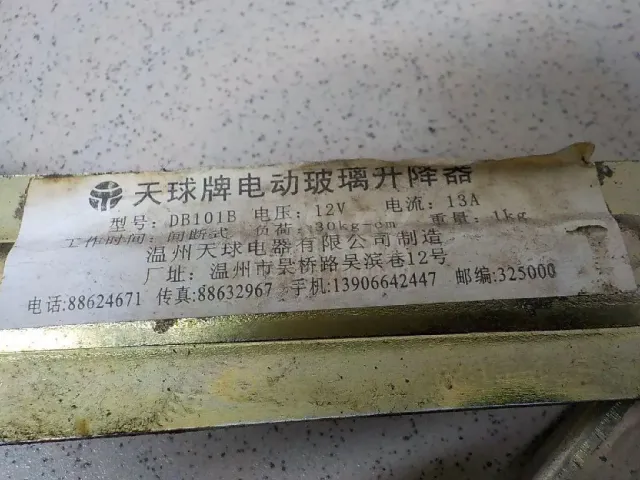 天球牌电动玻璃升降器
型号: DB101B 电压: 12V 电流: 13A
工作时间: 间断式 负荷: 30kg-cm 重量: 1kg
温州天球电器有限公司制造
厂址: 温州市吴桥路吴滨巷12号
电话:88624671 传真:88632967 手机:13906642447 邮编:325000